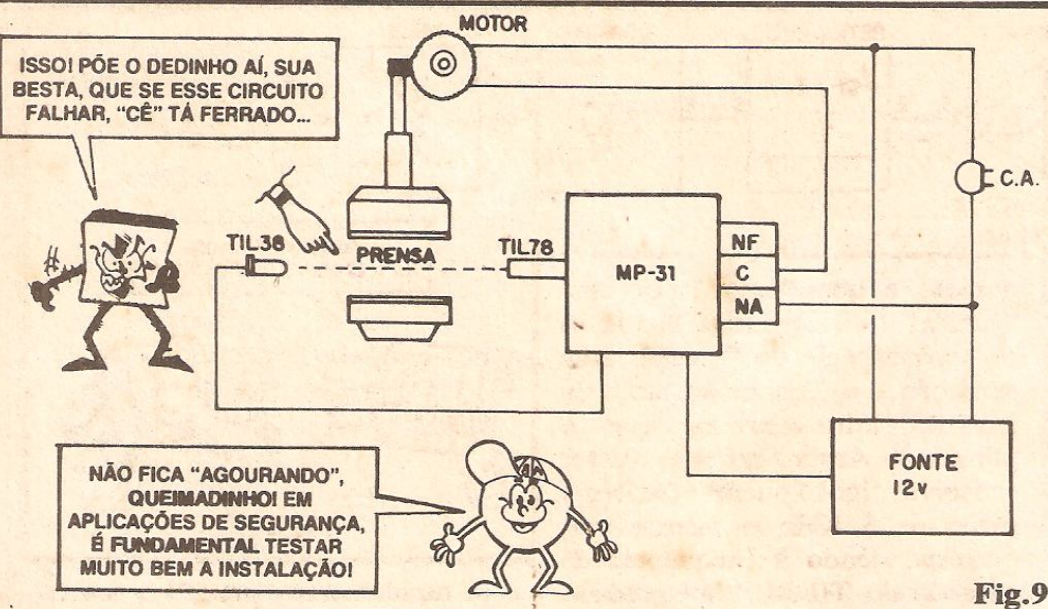 MOTOR
ISSO! PÕE O DEDINHO AÍ, SUA
BESTA, QUE SE ESSE CIRCUITO
FALHAR, “CÊ” TÁ FERRADO...
C.A.
TIL38
PRENSA
TIL78
MP-31
NF
C
NA
NÃO FICA “AGOURANDO”,
QUEIMADINHO! EM
APLICAÇÕES DE SEGURANÇA,
É FUNDAMENTAL TESTAR
MUITO BEM A INSTALAÇÃO!
FONTE
12v
Fig.9